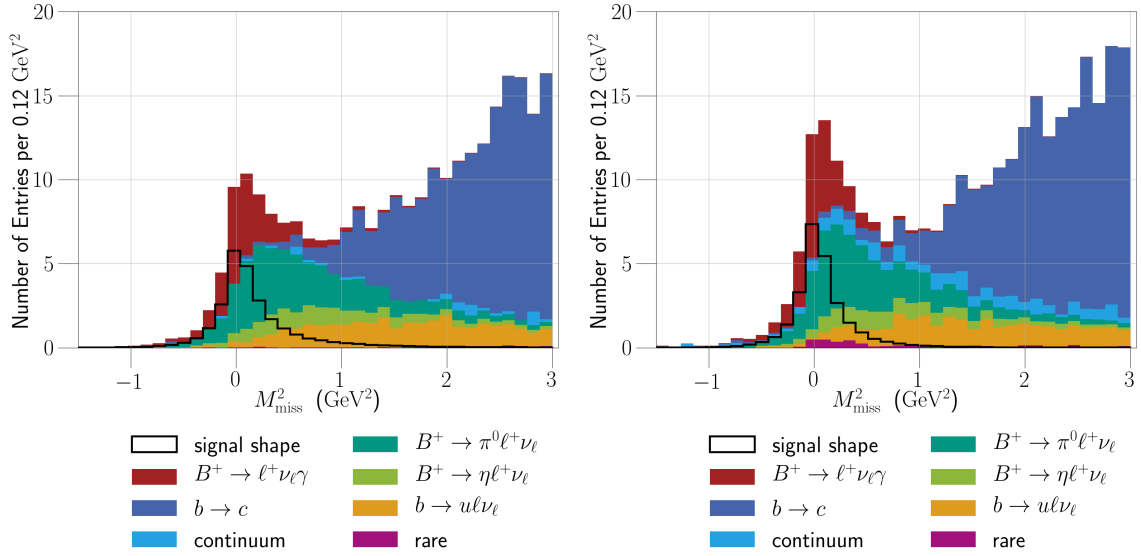 Number of Entries per 0.12 GeV²
20
15
10
5
0
−1
0
1
2
3
M²miss (GeV²)
signal shape
B⁺ → ℓ⁺νℓγ
b → c
continuum
B⁺ → π⁰ℓ⁺νℓ
B⁺ → ηℓ⁺νℓ
b → uℓνℓ
rare
Number of Entries per 0.12 GeV²
20
15
10
5
0
−1
0
1
2
3
M²miss (GeV²)
signal shape
B⁺ → ℓ⁺νℓγ
b → c
continuum
B⁺ → π⁰ℓ⁺νℓ
B⁺ → ηℓ⁺νℓ
b → uℓνℓ
rare